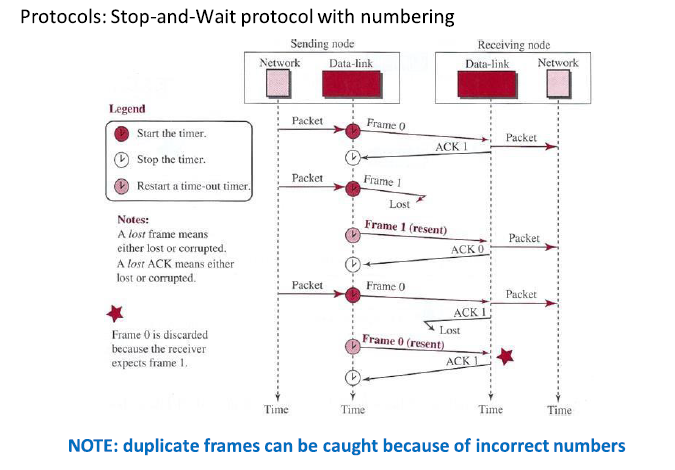 Protocols: Stop-and-Wait protocol with numbering
Sending node
Receiving node
Network
Data-link
Data-link
Network
Legend
Start the timer.
Stop the timer.
Restart a time-out timer.
Notes:
A lost frame means
either lost or corrupted.
A lost ACK means either
lost or corrupted.
Frame 0 is discarded
because the receiver
expects frame 1.
Packet
Frame 0
Packet
ACK 1
Packet
Frame 1
Lost
Frame 1 (resent)
Packet
ACK 0
Packet
Frame 0
Packet
ACK 1
Lost
Frame 0 (resent)
ACK 1
Time
Time
Time
Time
NOTE: duplicate frames can be caught because of incorrect numbers